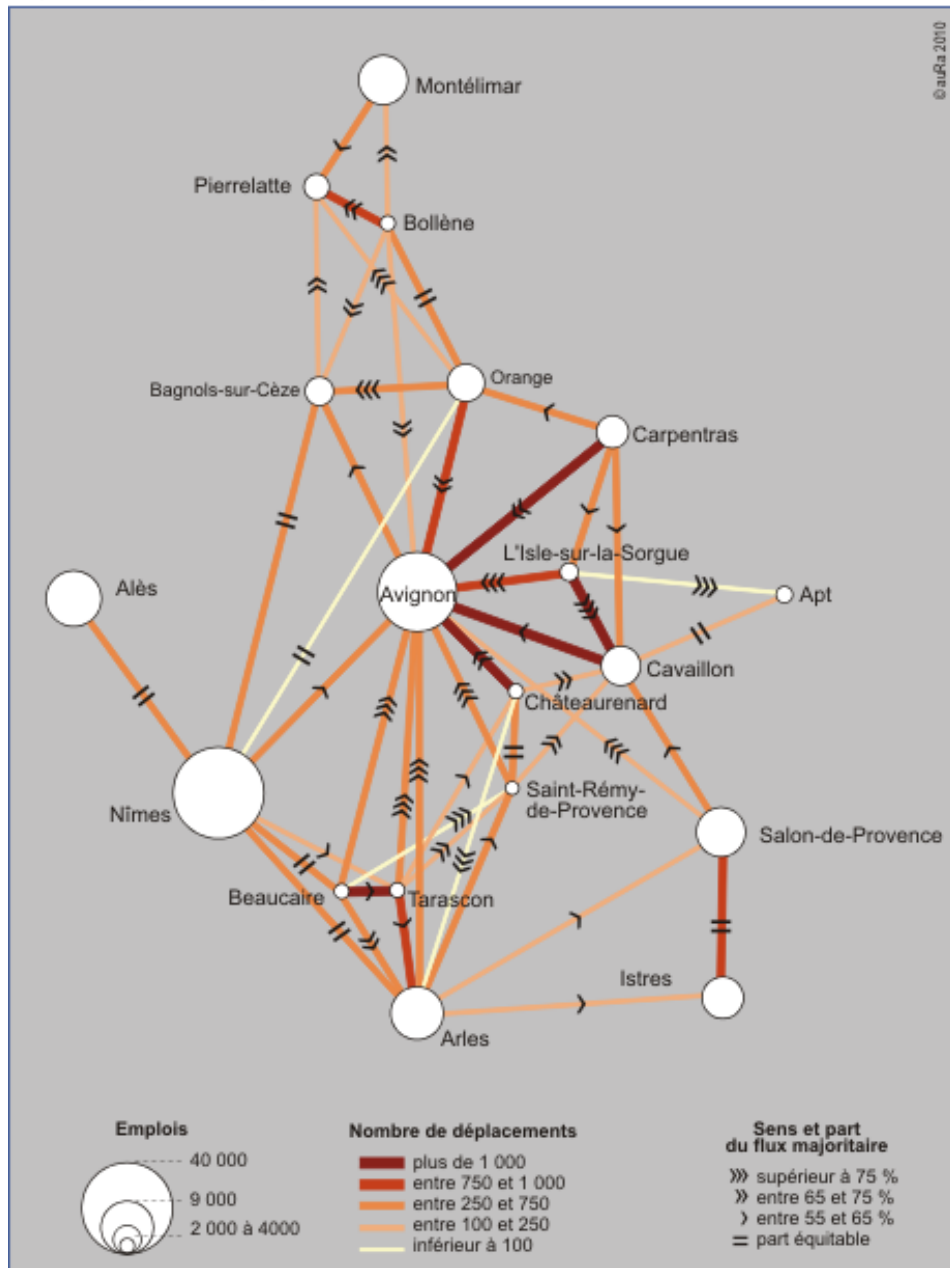 ©auRa 2010
Montélimar
Pierrelatte
Bollène
Orange
Bagnols-sur-Cèze
Carpentras
L'Isle-sur-la-Sorgue
Alès
Avignon
Apt
Cavaillon
Châteaurenard
Saint-Rémy-
de-Provence
Nîmes
Salon-de-Provence
Beaucaire
Tarascon
Istres
Arles
Emplois
40 000
9 000
2 000 à 4000
Nombre de déplacements
plus de 1 000
entre 750 et 1 000
entre 250 et 750
entre 100 et 250
inférieur à 100
Sens et part
du flux majoritaire
supérieur à 75 %
entre 65 et 75 %
entre 55 et 65 %
part équitable